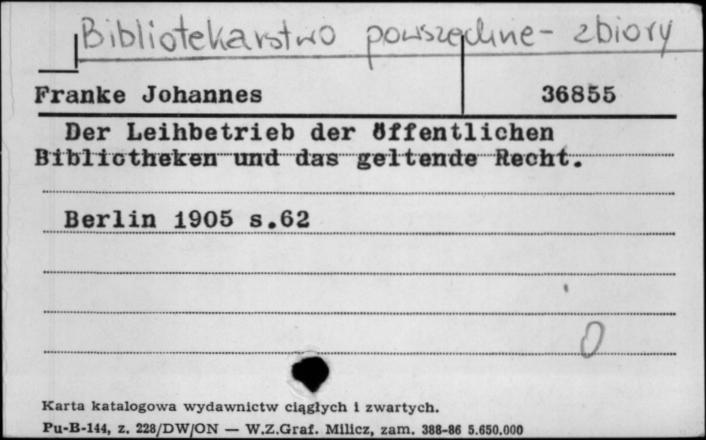 Bibliotekarstwo powszechne - zbiory
Franke Johannes 36855
Der Leihbetrieb der öffentlichen
Bibliotheken und das geltende Recht.
Berlin 1905 s.62
0
Karta katalogowa wydawnictw ciągłych i zwartych.
Pu-B-144, z. 228/DW/ON — W.Z.Graf. Milicz, zam. 388-86 5.650.000